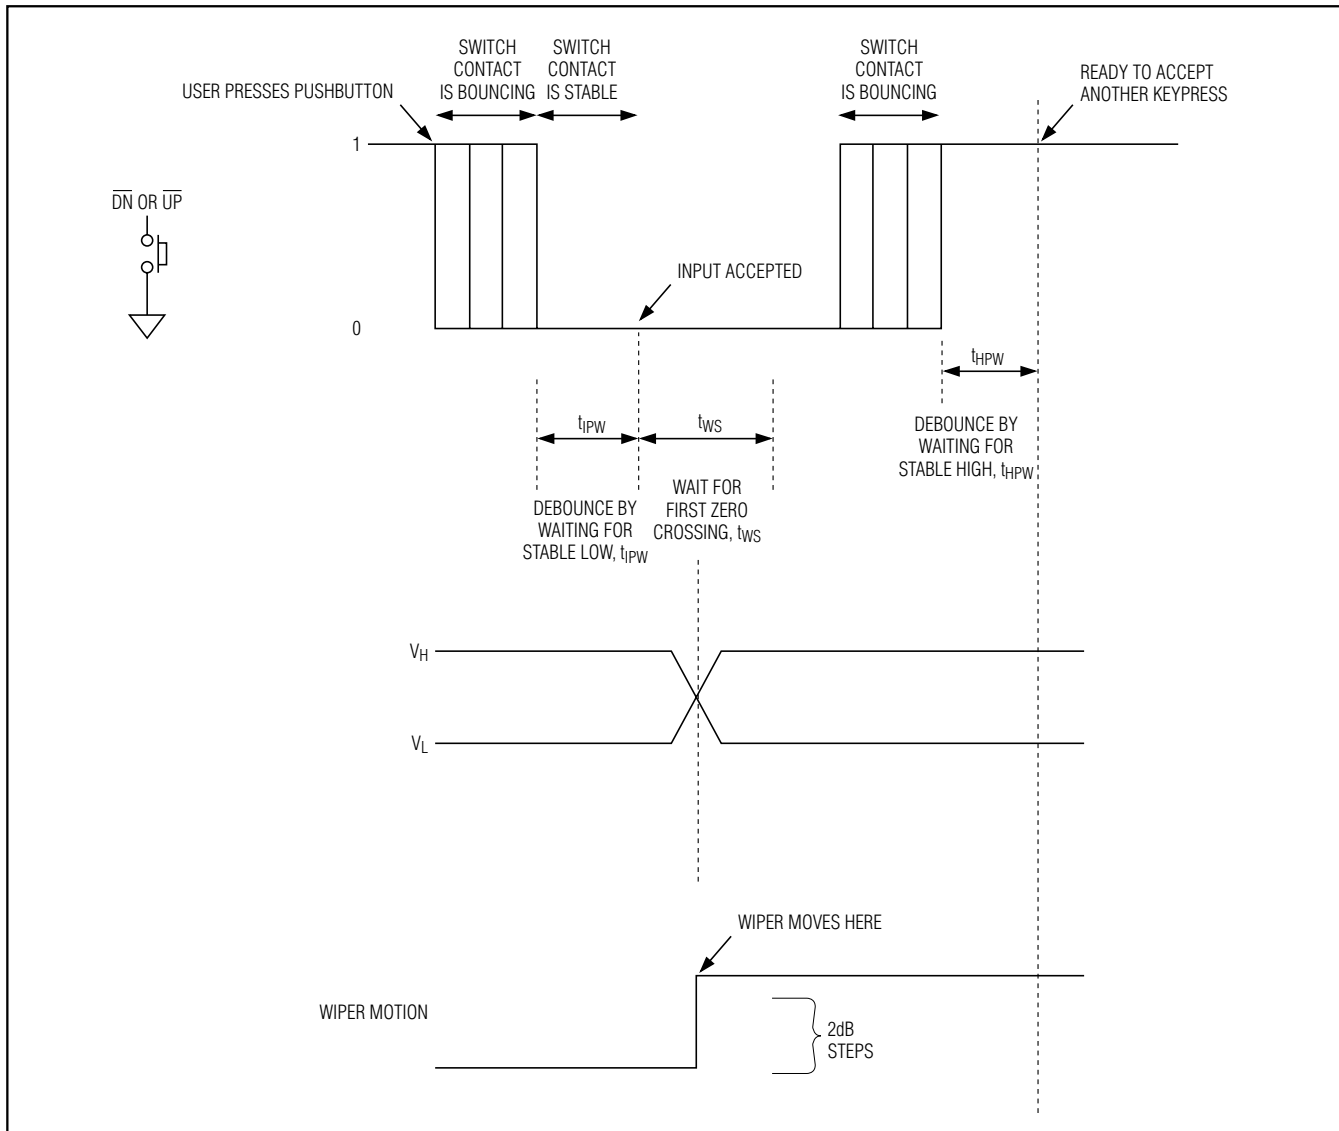 SWITCH
CONTACT
IS BOUNCING
SWITCH
CONTACT
IS STABLE
SWITCH
CONTACT
IS BOUNCING
USER PRESSES PUSHBUTTON
READY TO ACCEPT
ANOTHER KEYPRESS
1
DN OR UP
INPUT ACCEPTED
0
tHPW
tIPW
tWS
DEBOUNCE BY
WAITING FOR
STABLE HIGH, tHPW
WAIT FOR
FIRST ZERO
CROSSING, tWS
DEBOUNCE BY
WAITING FOR
STABLE LOW, tIPW
VH
VL
WIPER MOVES HERE
WIPER MOTION
2dB
STEPS